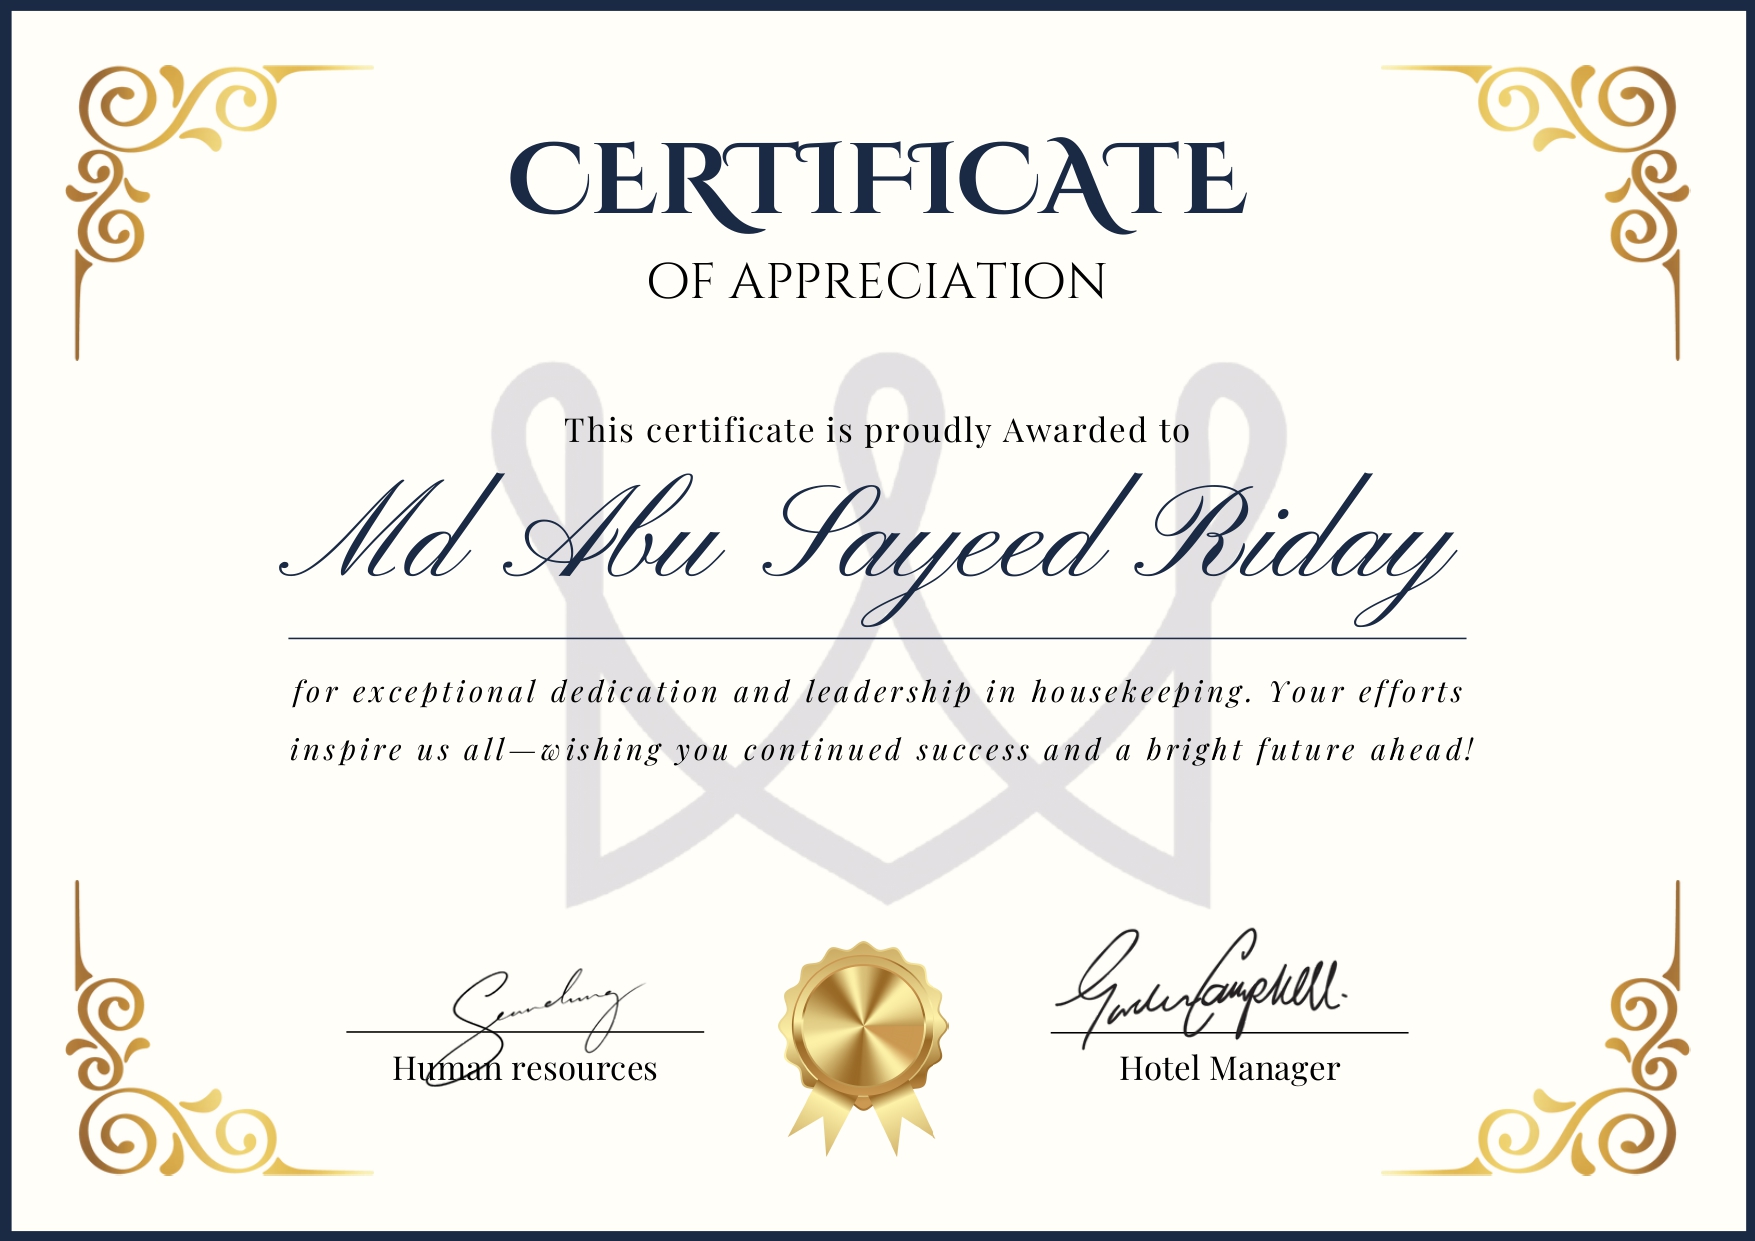 CERTIFICATE
OF APPRECIATION
This certificate is proudly Awarded to
Md Abu Sayeed Riday
for exceptional dedication and leadership in housekeeping. Your efforts
inspire us all—wishing you continued success and a bright future ahead!
Human resources
Hotel Manager